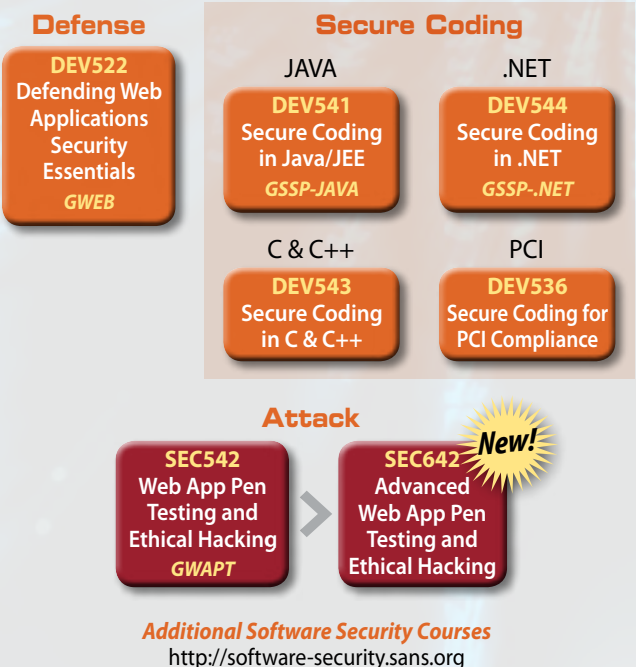 Defense
DEV522
Defending Web
Applications
Security
Essentials
GWEB
Secure Coding
JAVA
DEV541
Secure Coding
in Java/JEE
GSSP-JAVA
.NET
DEV544
Secure Coding
in .NET
GSSP-.NET
C & C++
DEV543
Secure Coding
in C & C++
PCI
DEV536
Secure Coding for
PCI Compliance
Attack
SEC542
Web App Pen
Testing and
Ethical Hacking
GWAPT
>
SEC642
New!
Advanced
Web App Pen
Testing and
Ethical Hacking
Additional Software Security Courses
http://software-security.sans.org